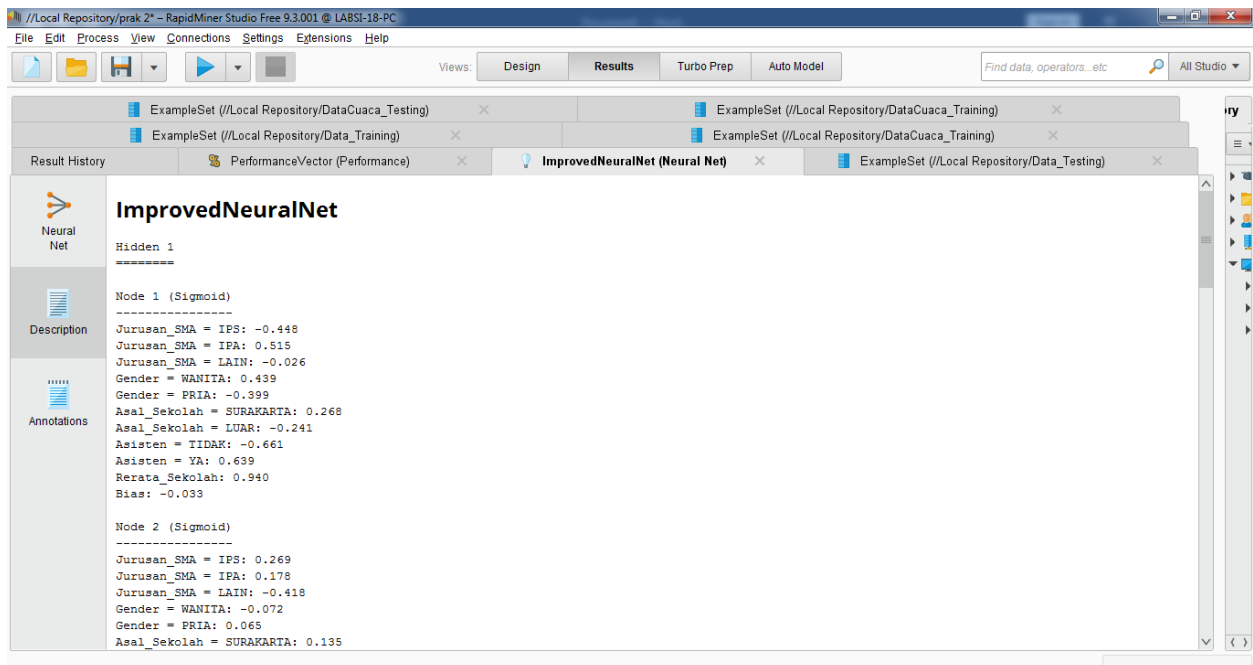 //Local Repository/prak 2* – RapidMiner Studio Free 9.3.001 @ LABSI-18-PC
File Edit Process View Connections Settings Extensions Help
Views: Design Results Turbo Prep Auto Model Find data, operators...etc All Studio
ExampleSet (//Local Repository/DataCuaca_Testing) ExampleSet (//Local Repository/DataCuaca_Training)
ExampleSet (//Local Repository/Data_Training) ExampleSet (//Local Repository/DataCuaca_Training)
Result History PerformanceVector (Performance) ImprovedNeuralNet (Neural Net) ExampleSet (//Local Repository/Data_Testing)
ry
Neural
Net
Description
Annotations
ImprovedNeuralNet
Hidden 1
========
Node 1 (Sigmoid)
----------------
Jurusan_SMA = IPS: -0.448
Jurusan_SMA = IPA: 0.515
Jurusan_SMA = LAIN: -0.026
Gender = WANITA: 0.439
Gender = PRIA: -0.399
Asal_Sekolah = SURAKARTA: 0.268
Asal_Sekolah = LUAR: -0.241
Asisten = TIDAK: -0.661
Asisten = YA: 0.639
Rerata_Sekolah: 0.940
Bias: -0.033
Node 2 (Sigmoid)
----------------
Jurusan_SMA = IPS: 0.269
Jurusan_SMA = IPA: 0.178
Jurusan_SMA = LAIN: -0.418
Gender = WANITA: -0.072
Gender = PRIA: 0.065
Asal_Sekolah = SURAKARTA: 0.135